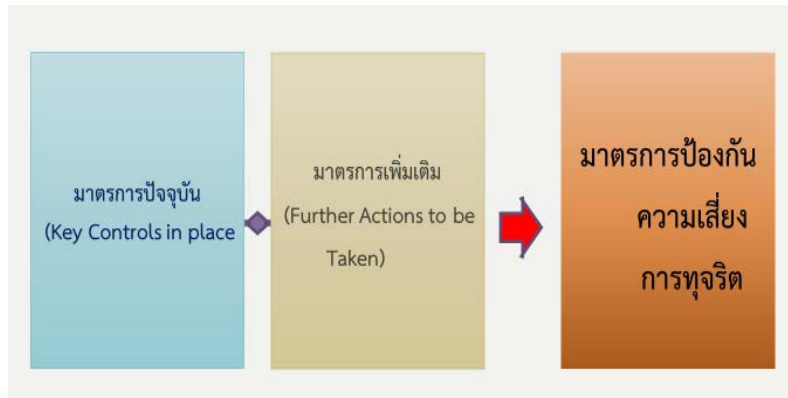 มาตรการปัจจุบัน
(Key Controls in place
มาตรการเพิ่มเติม
(Further Actions to be
Taken)
มาตรการป้องกัน
ความเสี่ยง
การทุจริต